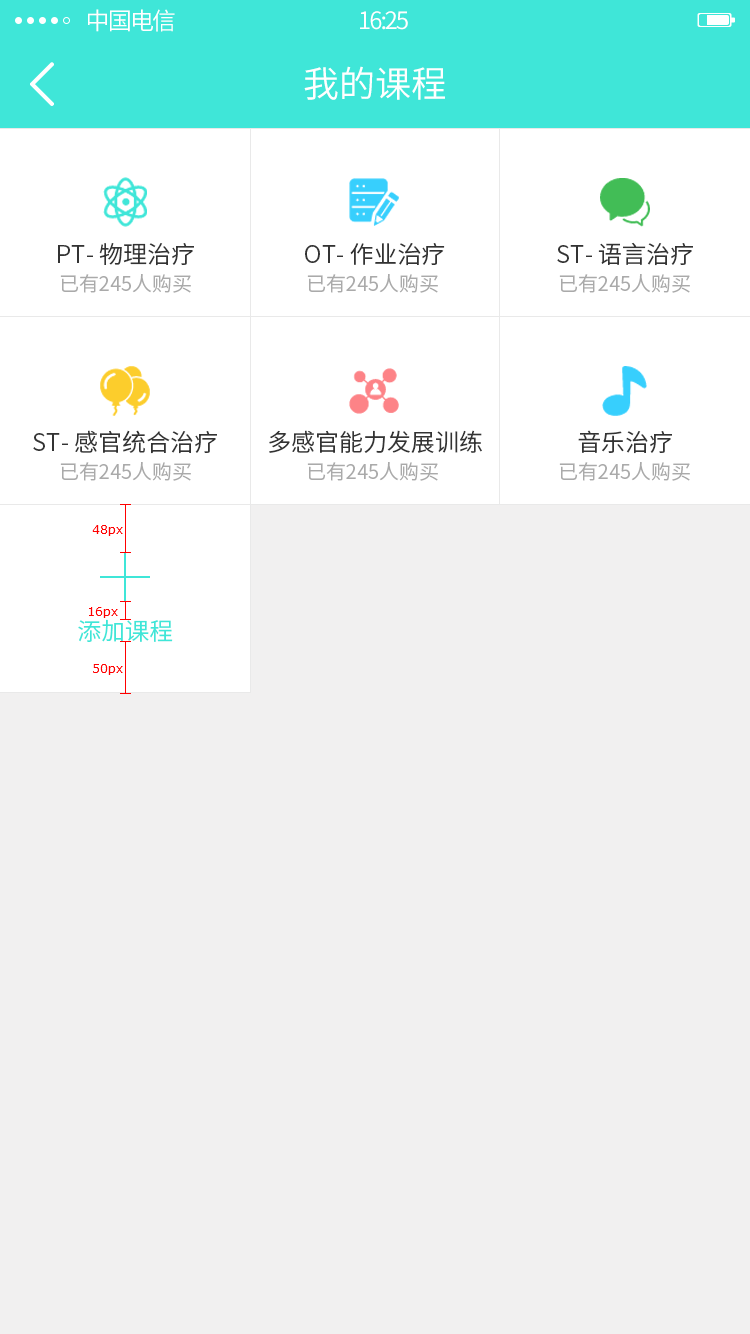 中国电信
16:25
我的课程
PT- 物理治疗
已有245人购买
OT- 作业治疗
已有245人购买
ST- 语言治疗
已有245人购买
ST- 感官统合治疗
已有245人购买
多感官能力发展训练
已有245人购买
音乐治疗
已有245人购买
48px
16px
添加课程
50px